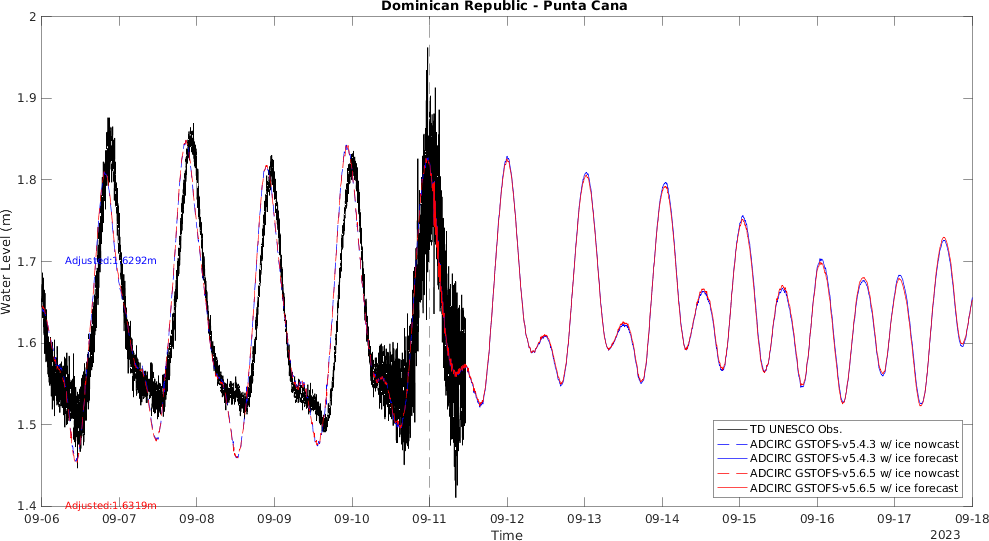 Dominican Republic - Punta Cana
Water Level (m)
2
1.9
1.8
1.7
1.6
1.5
1.4
Adjusted:1.6292m
Adjusted:1.6319m
TD UNESCO Obs.
ADCIRC GSTOFS-v5.4.3 w/ ice nowcast
ADCIRC GSTOFS-v5.4.3 w/ ice forecast
ADCIRC GSTOFS-v5.6.5 w/ ice nowcast
ADCIRC GSTOFS-v5.6.5 w/ ice forecast
09-06 09-07 09-08 09-09 09-10 09-11 09-12 09-13 09-14 09-15 09-16 09-17 09-18
Time
2023